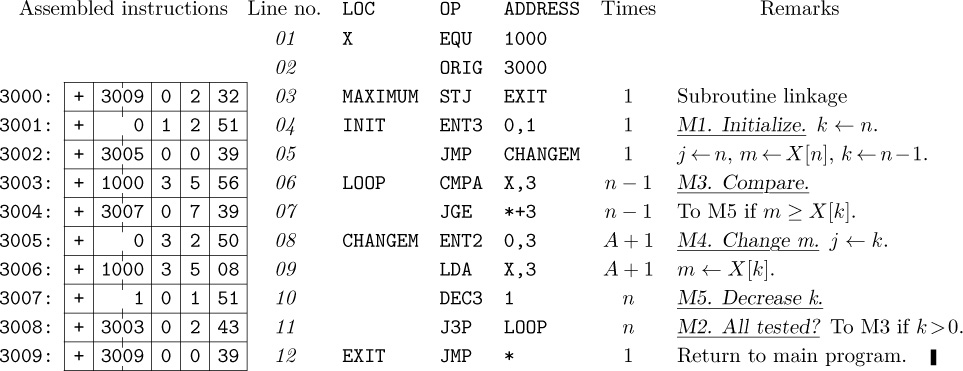 Assembled instructions Line no. LOC OP ADDRESS Times Remarks
01 X EQU 1000
02 ORIG 3000
3000: + 3009 0 2 32 03 MAXIMUM STJ EXIT 1 Subroutine linkage
3001: + 0 1 2 51 04 INIT ENT3 0,1 1 M1. Initialize. k ← n.
3002: + 3005 0 0 39 05 JMP CHANGEM 1 j ← n, m ← X[n], k ← n − 1.
3003: + 1000 3 5 56 06 LOOP CMPA X,3 n − 1 M3. Compare.
3004: + 3007 0 7 39 07 JGE *+3 n − 1 To M5 if m ≥ X[k].
3005: + 0 3 2 50 08 CHANGEM ENT2 0,3 A + 1 M4. Change m. j ← k.
3006: + 1000 3 5 08 09 LDA X,3 A + 1 m ← X[k].
3007: + 1 0 1 51 10 DEC3 1 n M5. Decrease k.
3008: + 3003 0 2 43 11 J3P LOOP n M2. All tested? To M3 if k > 0.
3009: + 3009 0 0 39 12 EXIT JMP * 1 Return to main program. ▮